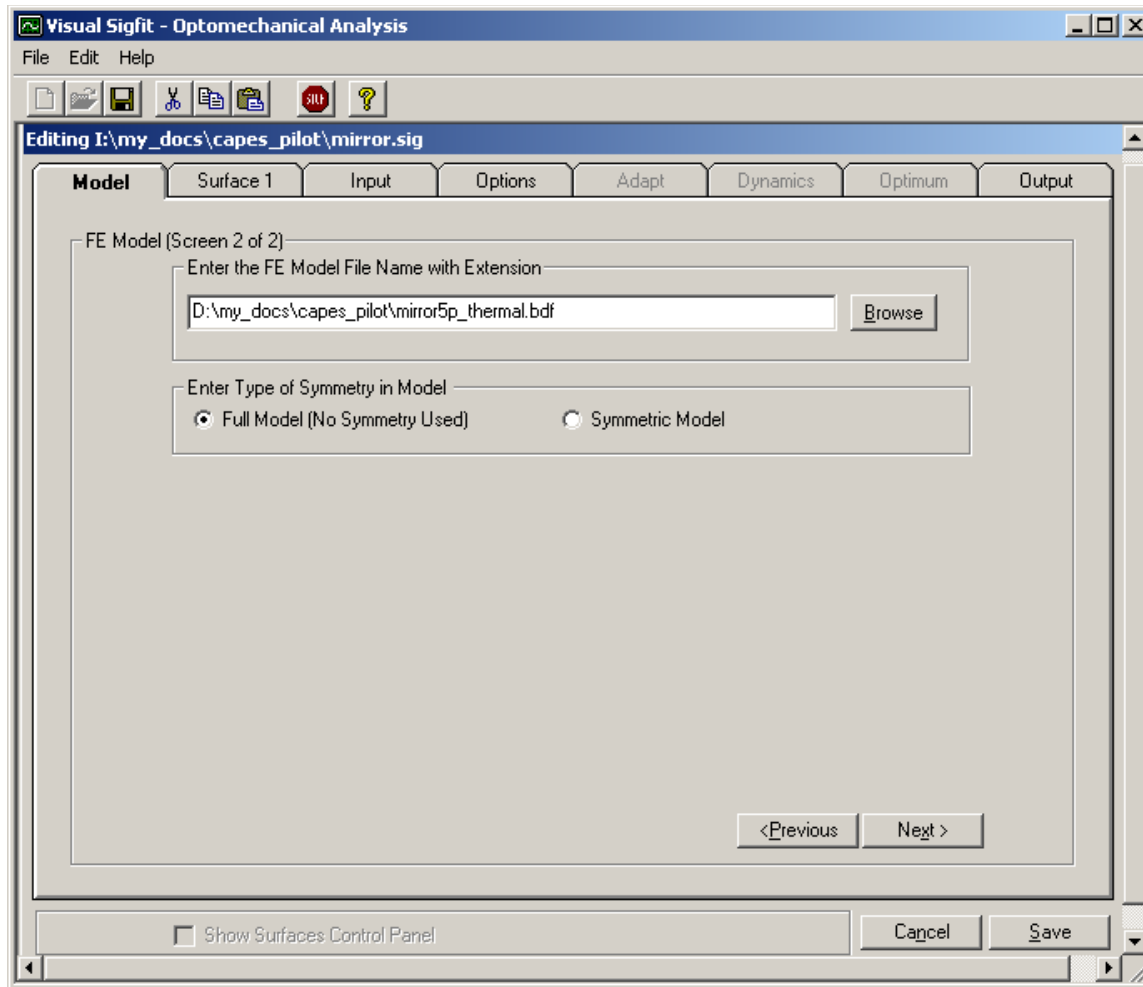 Visual Sigfit - Optomechanical Analysis
File Edit Help
STOP ?
Editing I:\my_docs\capes_pilot\mirror.sig
Model Surface 1 Input Options Adapt Dynamics Optimum Output
FE Model (Screen 2 of 2)
Enter the FE Model File Name with Extension
D:\my_docs\capes_pilot\mirror5p_thermal.bdf Browse
Enter Type of Symmetry in Model
Full Model (No Symmetry Used) Symmetric Model
<Previous Next >
Show Surfaces Control Panel Cancel Save